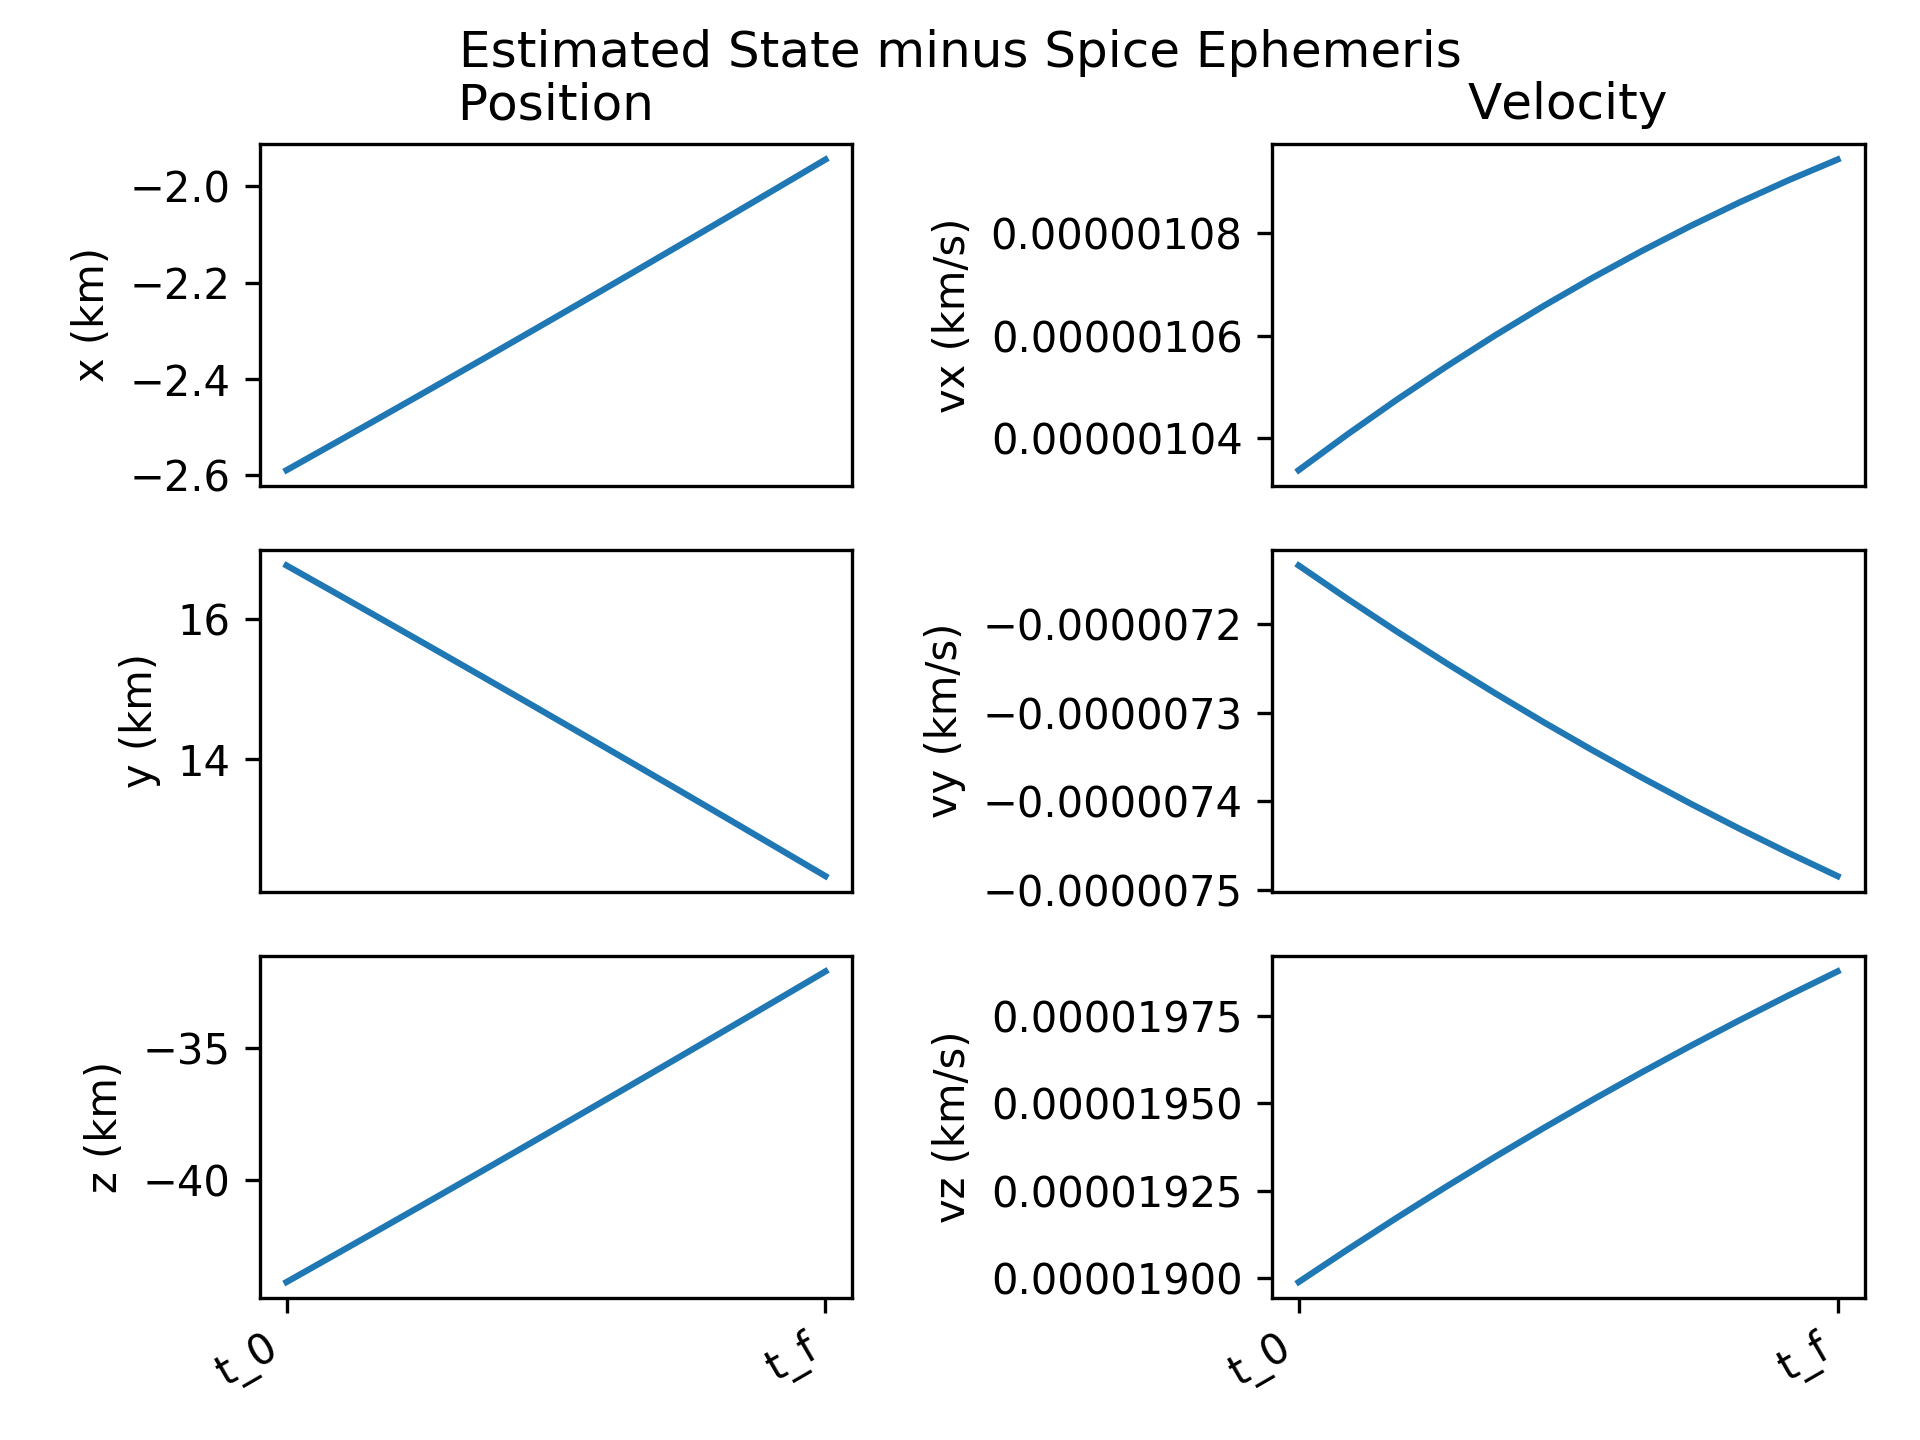 Estimated State minus Spice Ephemeris
Position
Velocity
x (km)
−2.0
−2.2
−2.4
−2.6
vx (km/s)
0.00000108
0.00000106
0.00000104
y (km)
16
14
vy (km/s)
−0.0000072
−0.0000073
−0.0000074
−0.0000075
z (km)
−35
−40
vz (km/s)
0.00001975
0.00001950
0.00001925
0.00001900
t_0
t_f
t_0
t_f